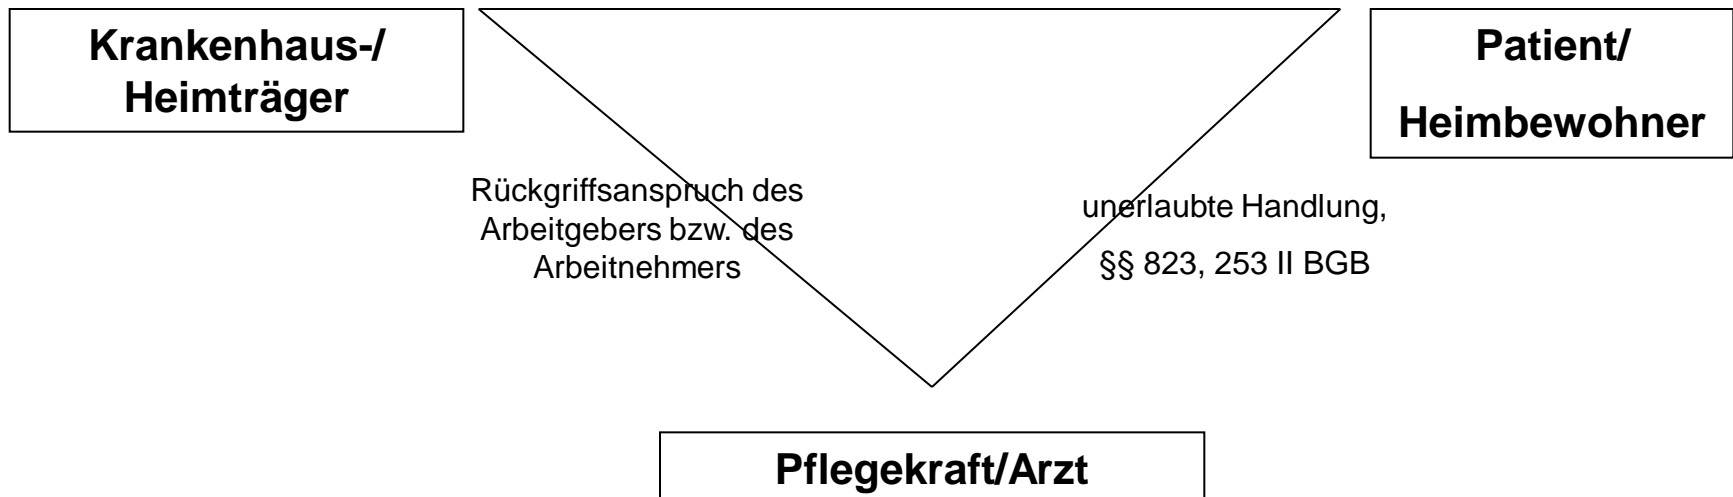 Krankenhaus-/
Heimträger
Patient/
Heimbewohner
Rückgriffsanspruch des
Arbeitgebers bzw. des
Arbeitnehmers
unerlaubte Handlung,
§§ 823, 253 II BGB
Pflegekraft/Arzt